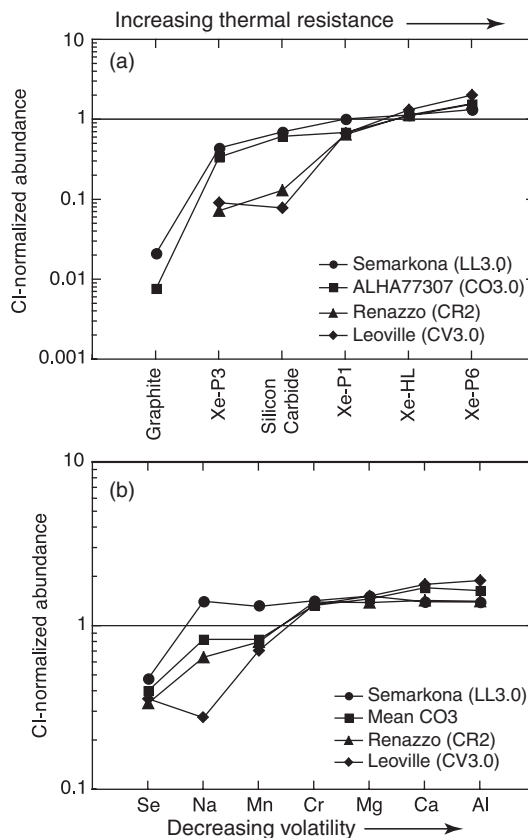 Increasing thermal resistance
10
(a)
1
0.1
0.01
0.001
CI-normalized abundance
Semarkona (LL3.0)
ALHA77307 (CO3.0)
Renazzo (CR2)
Leoville (CV3.0)
Graphite
Xe-P3
Silicon
Carbide
Xe-P1
Xe-HL
Xe-P6
10
(b)
1
0.1
CI-normalized abundance
Semarkona (LL3.0)
Mean CO3
Renazzo (CR2)
Leoville (CV3.0)
Se Na Mn Cr Mg Ca Al
Decreasing volatility